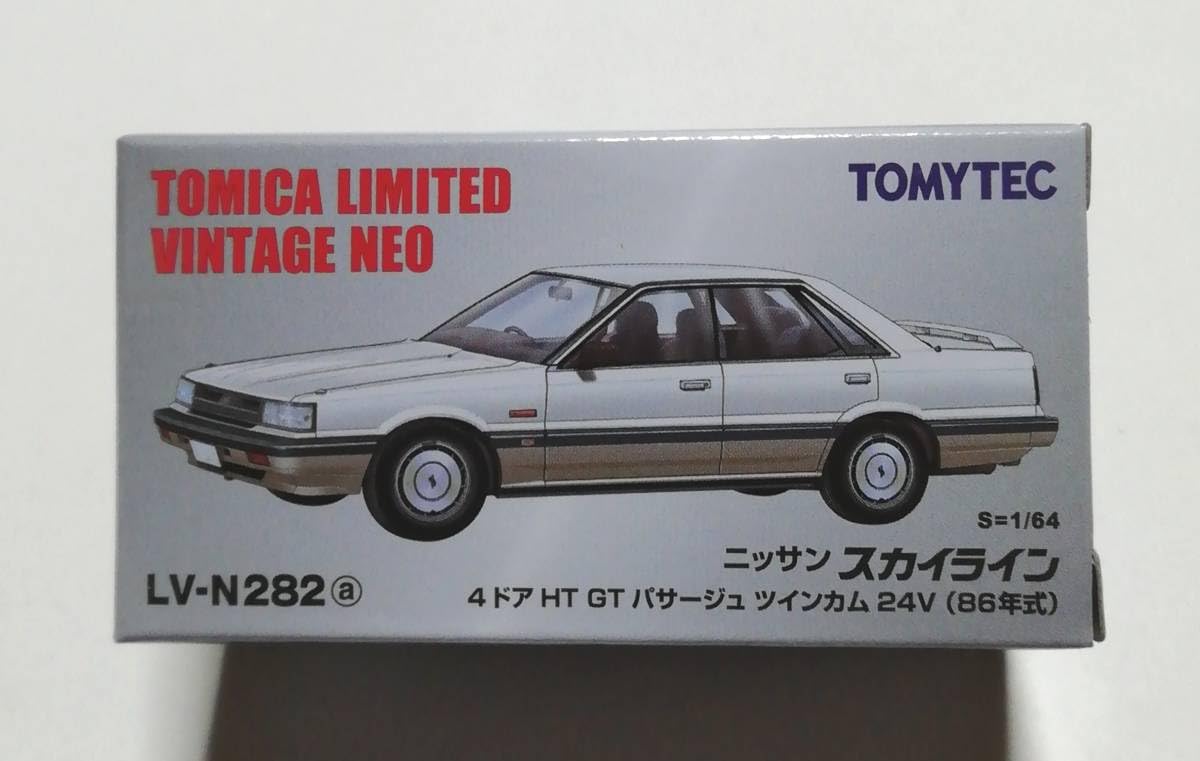 TOMICA LIMITED
VINTAGE NEO
TOMYTEC
S=1/64
ニッサン スカイライン
LV-N282ⓐ
4ドア HT GT パサージュ ツインカム 24V（86年式）